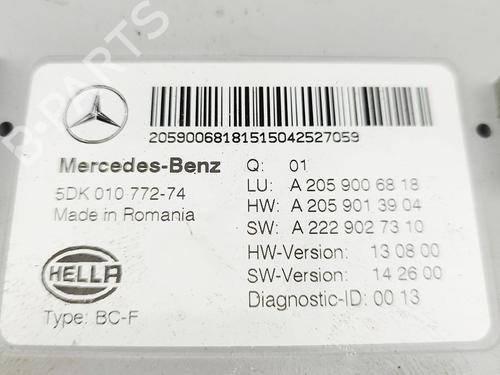 B-PARTS
20590068181515042527059
Mercedes-Benz
5DK 010 772-74
Made in Romania
HELLA
Type: BC-F
Q: 01
LU: A 205 900 68 18
HW: A 205 901 39 04
SW: A 222 902 73 10
HW-Version: 13 08 00
SW-Version: 14 26 00
Diagnostic-ID: 00 13